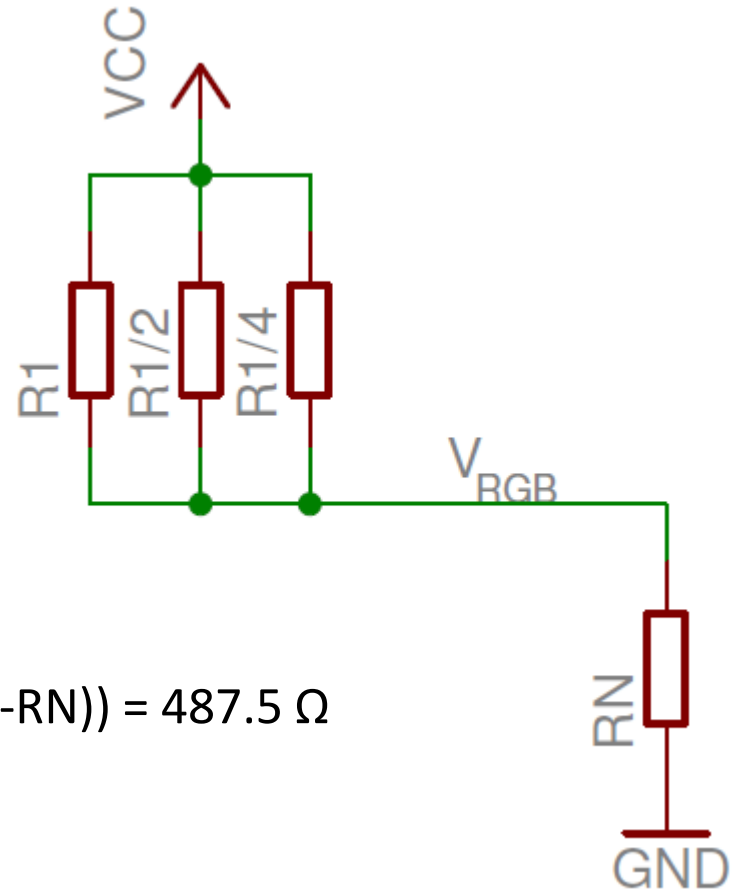 VCC
R1
R1/2
R1/4
VRGB
-RN)) = 487.5 Ω
RN
GND